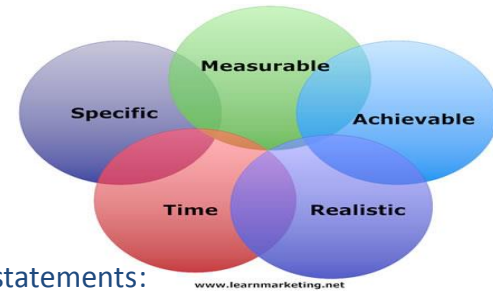 Measurable
Specific
Achievable
Time
Realistic
statements:
www.learnmarketing.net